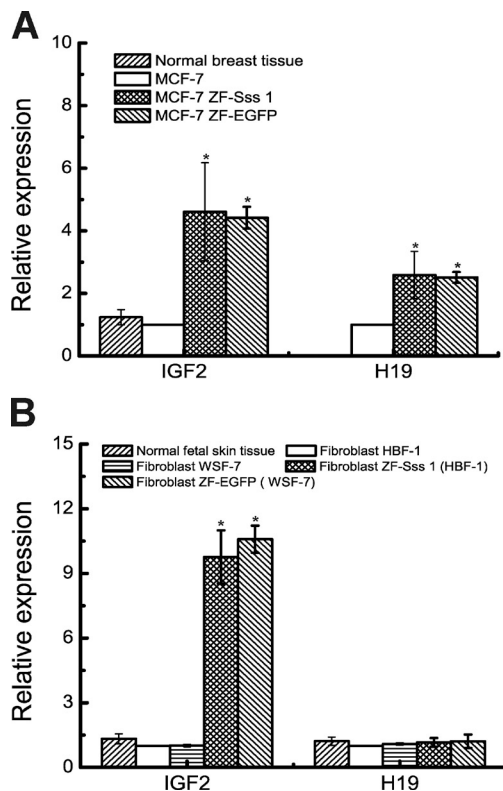 A
Normal breast tissue
MCF-7
MCF-7 ZF-Sss 1
MCF-7 ZF-EGFP
Relative expression
10
8
6
4
2
0
*
*
*
*
IGF2
H19
B
Normal fetal skin tissue
Fibroblast HBF-1
Fibroblast WSF-7
Fibroblast ZF-Sss 1 (HBF-1)
Fibroblast ZF-EGFP ( WSF-7)
Relative expression
15
12
9
6
3
0
*
*
IGF2
H19